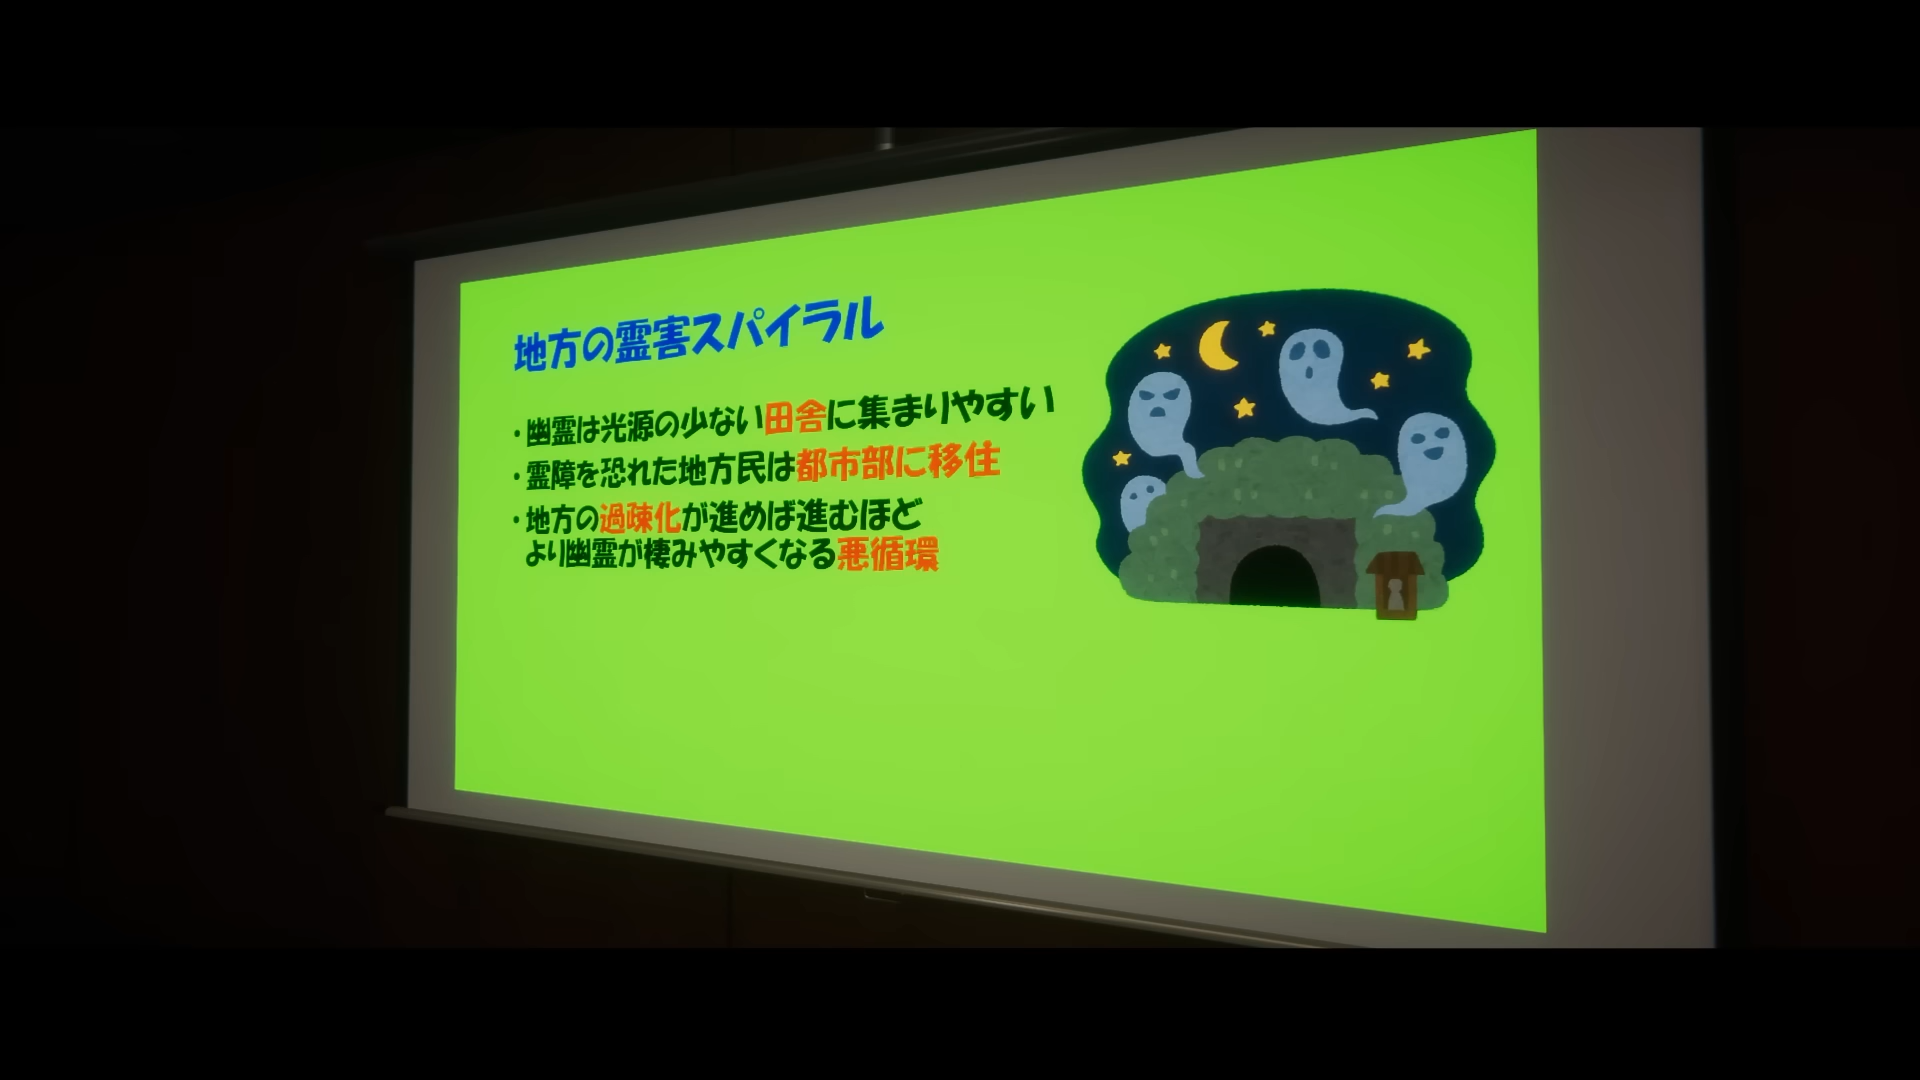 地方の霊害スパイラル
・幽霊は光源の少ない田舎に集まりやすい
・霊障を恐れた地方民は都市部に移住
・地方の過疎化が進めば進むほど
より幽霊が棲みやすくなる悪循環